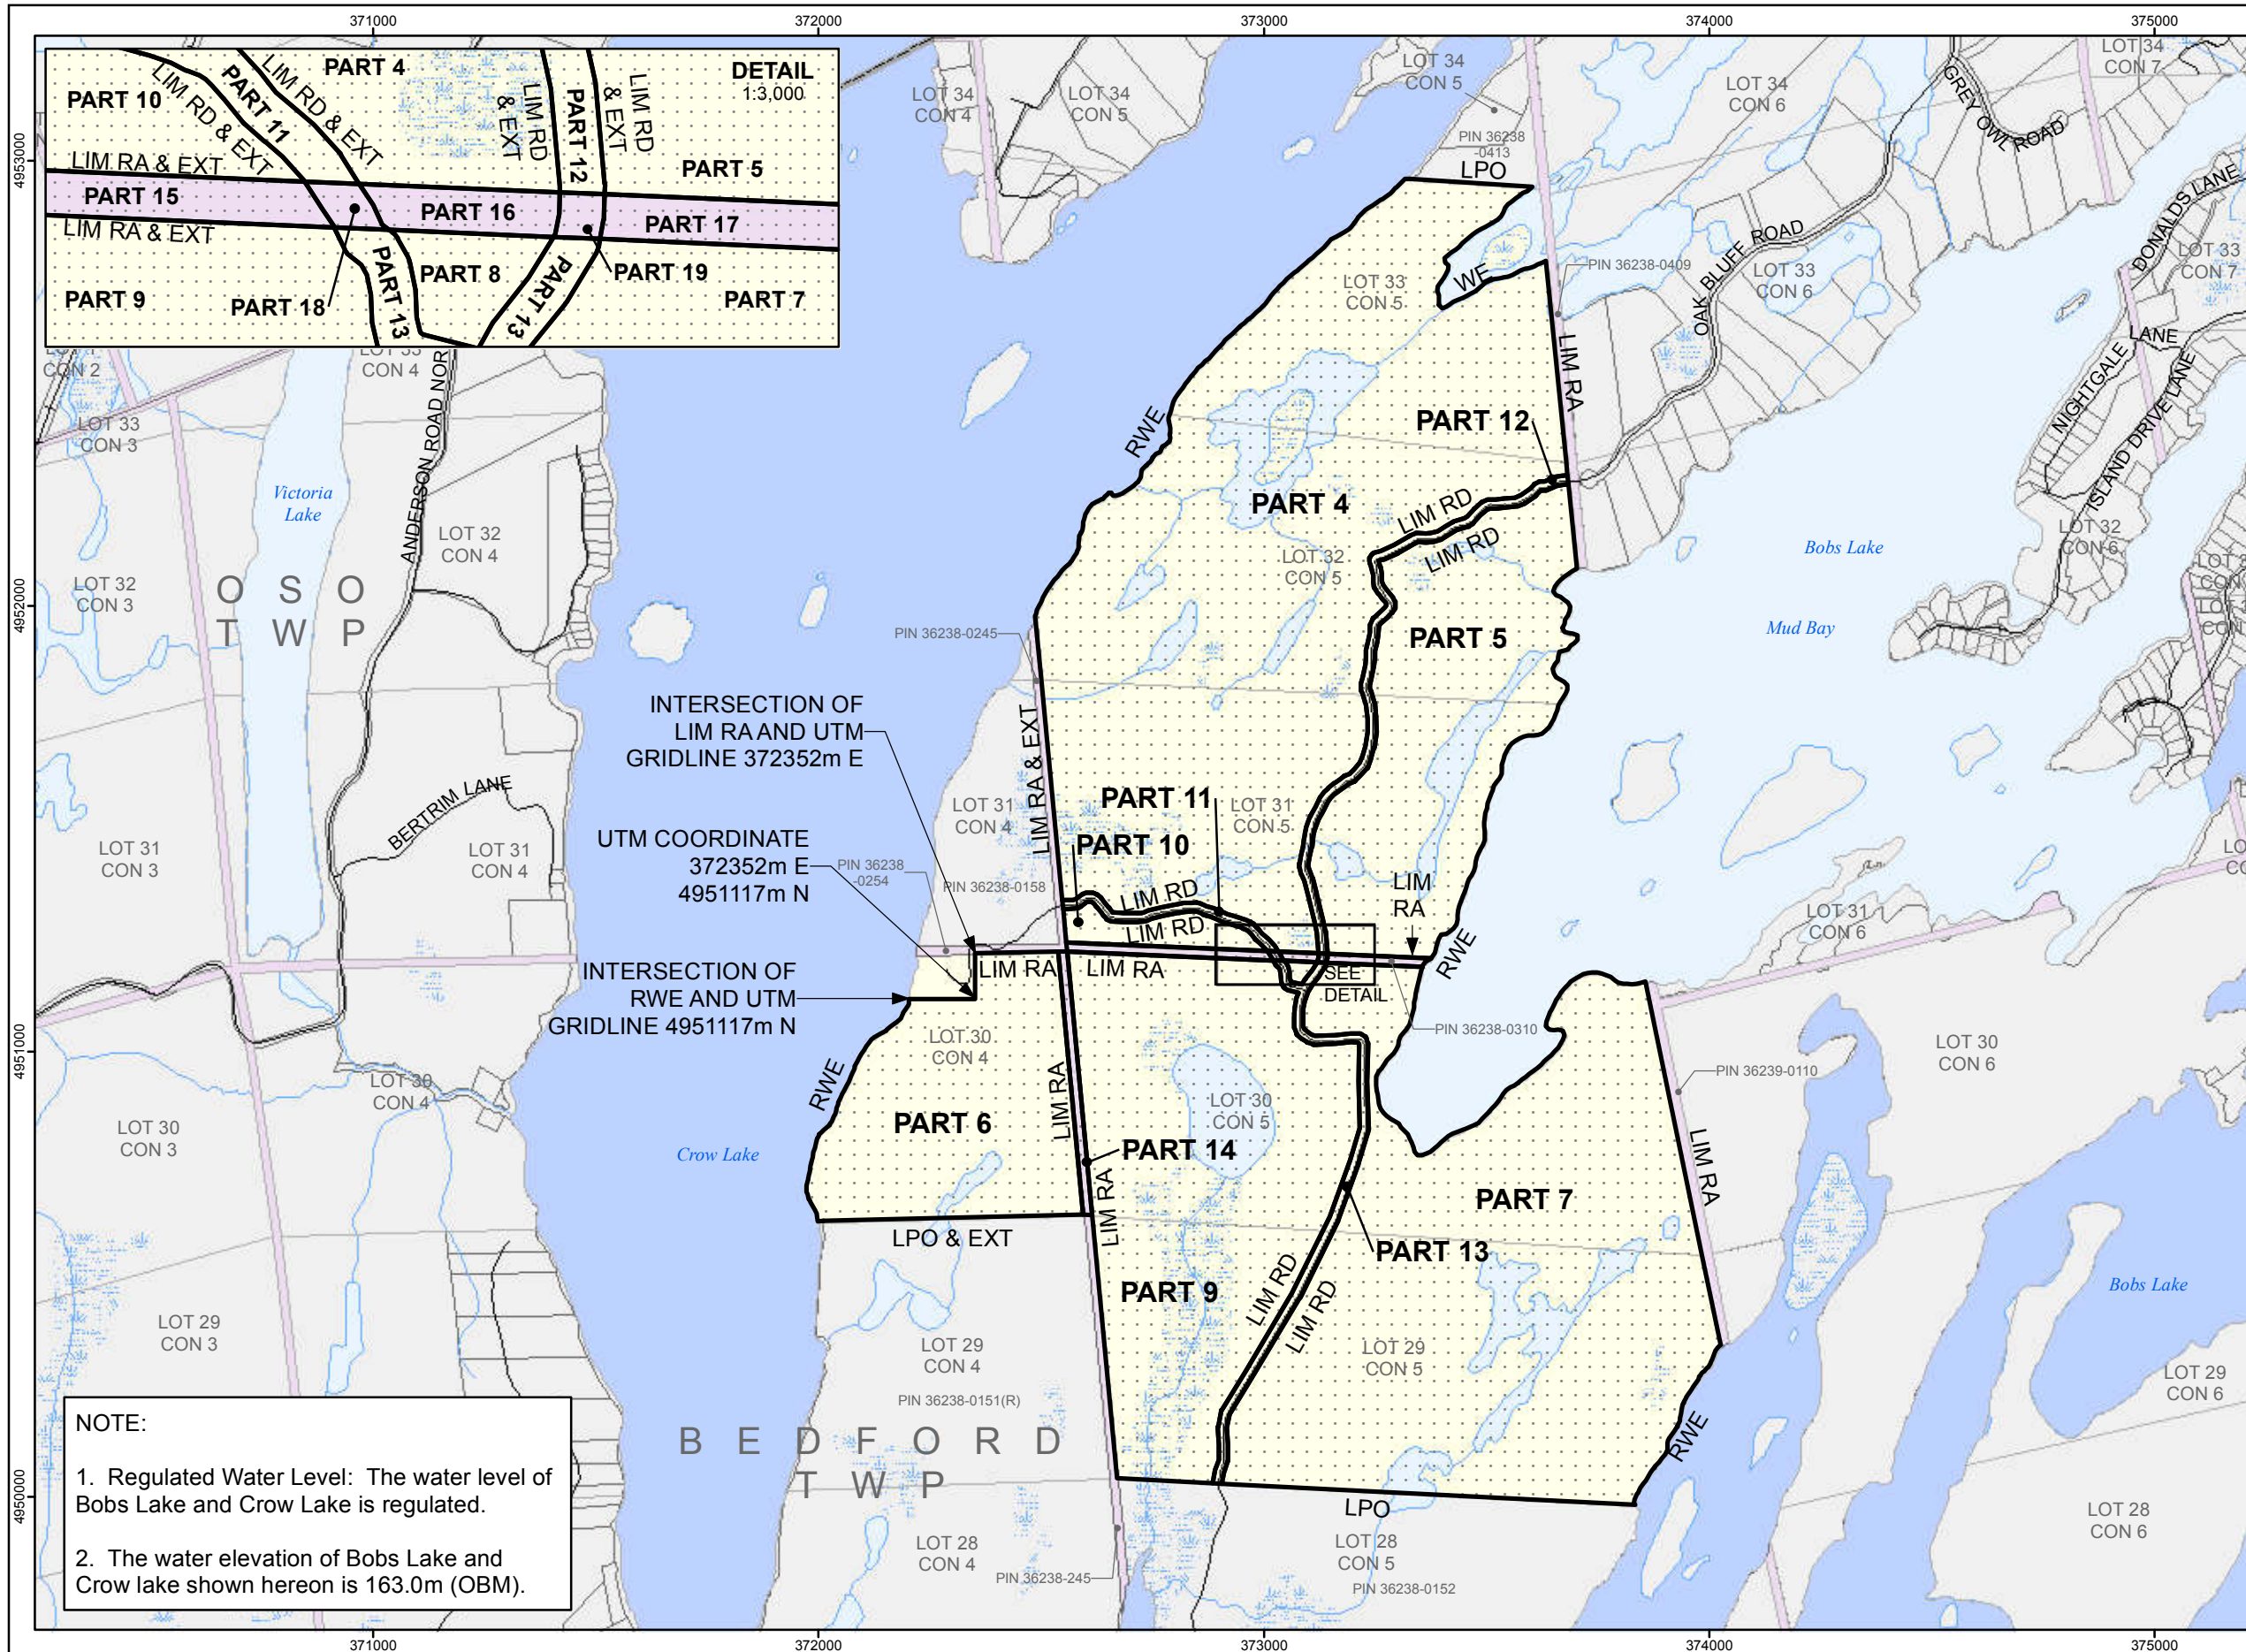 371000
372000
373000
374000
375000
4953000
4952000
4951000
4950000
DETAIL
1:3,000
PART 4
PART 10
PART 11
LIM RD & EXT
LIM RD & EXT
LIM RD
& EXT
PART 12
LIM RD
& EXT
PART 5
LIM RA & EXT
PART 15
PART 16
PART 17
LIM RA & EXT
PART 9
PART 18
PART 13
PART 8
PART 13
PART 19
PART 7
LOT 34
CON 4
LOT 34
CON 5
LOT 34
CON 5
PIN 36238
-0413
LPO
LOT 34
CON 6
LOT 34
CON 7
GREY OWL ROAD
DONALDS LANE
LOT 33
CON 7
OAK BLUFF ROAD
LOT 33
CON 6
PIN 36238-0409
LOT 33
CON 5
WE
LIM RA
NIGHTGALE LANE
ISLAND DRIVE LANE
CON 2
LOT 33
CON 4
LOT 33
CON 3
Victoria
Lake
ANDERSON ROAD NOR
RWE
PART 12
PART 4
LIM RD
LIM RD
LOT 32
CON 4
LOT 32
CON 5
LOT 32
CON 6
Bobs Lake
LOT 32
CON 3
OSO
TWP
PIN 36238-0245
PART 5
Mud Bay
INTERSECTION OF
LIM RA AND UTM
GRIDLINE 372352m E
LIM RA & EXT
BERTRIM LANE
LOT 31
CON 4
PART 11
LOT 31
CON 5
PART 10
LOT 31
CON 3
LOT 31
CON 4
UTM COORDINATE
372352m E
4951117m N
PIN 36238
-0254
PIN 36238-0158
LIM RD
LIM RD
LIM
RA
LOT 31
CON 6
INTERSECTION OF
RWE AND UTM
GRIDLINE 4951117m N
LIM RA
LIM RA
SEE
DETAIL
RWE
PIN 36238-0310
LOT 30
CON 4
LOT 30
CON 4
LOT 30
CON 6
PIN 36239-0110
RWE
LIM RA
LOT 30
CON 5
LOT 30
CON 3
PART 6
Crow Lake
PART 14
LIM RA
LIM RA
PART 7
LPO & EXT
PART 13
PART 9
LIM RD
LIM RD
Bobs Lake
LOT 29
CON 3
LOT 29
CON 4
LOT 29
CON 5
LOT 29
CON 6
PIN 36238-0151(R)
BEDFORD
TWP
RWE
LPO
LOT 28
CON 4
PIN 36238-245
LOT 28
CON 5
PIN 36238-0152
LOT 28
CON 6
NOTE:
1. Regulated Water Level: The water level of
Bobs Lake and Crow Lake is regulated.
2. The water elevation of Bobs Lake and
Crow lake shown hereon is 163.0m (OBM).
371000
372000
373000
374000
375000